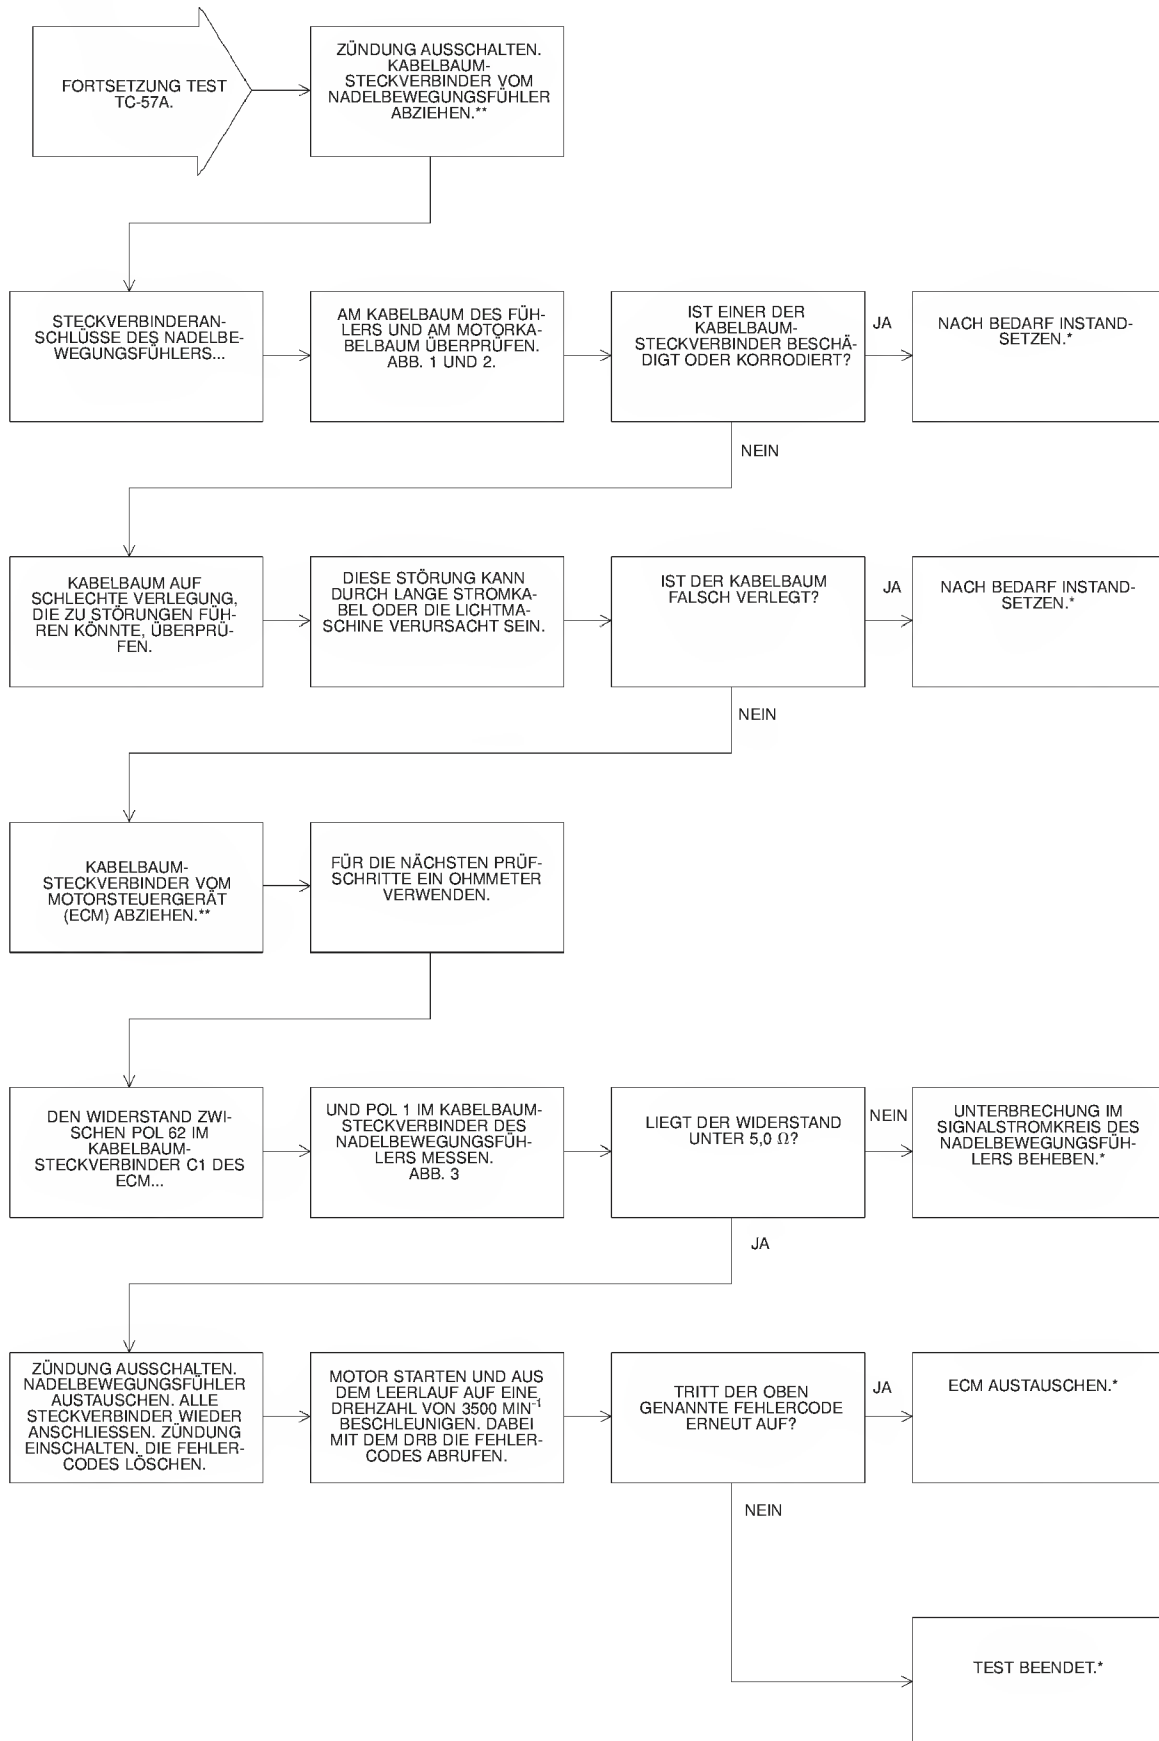 FORTSETZUNG TEST
TC-57A.
ZÜNDUNG AUSSCHALTEN.
KABELBAUM-
STECKVERBINDER VOM
NADELBEWEGUNGSFÜHLER
ABZIEHEN.**
STECKVERBINDERAN-
SCHLÜSSE DES NADELBE-
WEGUNGSFÜHLERS...
AM KABELBAUM DES FÜH-
LERS UND AM MOTORKA-
BELBAUM ÜBERPRÜFEN.
ABB. 1 UND 2.
IST EINER DER
KABELBAUM-
STECKVERBINDER BESCHÄ-
DIGT ODER KORRODIERT?
JA
NACH BEDARF INSTAND-
SETZEN.*
NEIN
KABELBAUM AUF
SCHLECHTE VERLEGUNG,
DIE ZU STÖRUNGEN FÜH-
REN KÖNNTE, ÜBERPRÜ-
FEN.
DIESE STÖRUNG KANN
DURCH LANGE STROMKA-
BEL ODER DIE LICHTMA-
SCHINE VERURSACHT SEIN.
IST DER KABELBAUM
FALSCH VERLEGT?
JA
NACH BEDARF INSTAND-
SETZEN.*
NEIN
KABELBAUM-
STECKVERBINDER VOM
MOTORSTEUERGERÄT
(ECM) ABZIEHEN.**
FÜR DIE NÄCHSTEN PRÜF-
SCHRITTE EIN OHMMETER
VERWENDEN.
DEN WIDERSTAND ZWI-
SCHEN POL 62 IM
KABELBAUM-
STECKVERBINDER C1 DES
ECM...
UND POL 1 IM KABELBAUM-
STECKVERBINDER DES
NADELBEWEGUNGSFÜH-
LERS MESSEN.
ABB. 3
LIEGT DER WIDERSTAND
UNTER 5,0 Ω?
NEIN
UNTERBRECHUNG IM
SIGNALSTROMKREIS DES
NADELBEWEGUNGSFÜH-
LERS BEHEBEN.*
JA
ZÜNDUNG AUSSCHALTEN.
NADELBEWEGUNGSFÜHLER
AUSTAUSCHEN. ALLE
STECKVERBINDER WIEDER
ANSCHLIESSEN. ZÜNDUNG
EINSCHALTEN. DIE FEHLER-
CODES LÖSCHEN.
MOTOR STARTEN UND AUS
DEM LEERLAUF AUF EINE
DREHZAHL VON 3500 MIN⁻¹
BESCHLEUNIGEN. DABEI
MIT DEM DRB DIE FEHLER-
CODES ABRUFEN.
TRITT DER OBEN
GENANNTE FEHLERCODE
ERNEUT AUF?
JA
ECM AUSTAUSCHEN.*
NEIN
TEST BEENDET.*